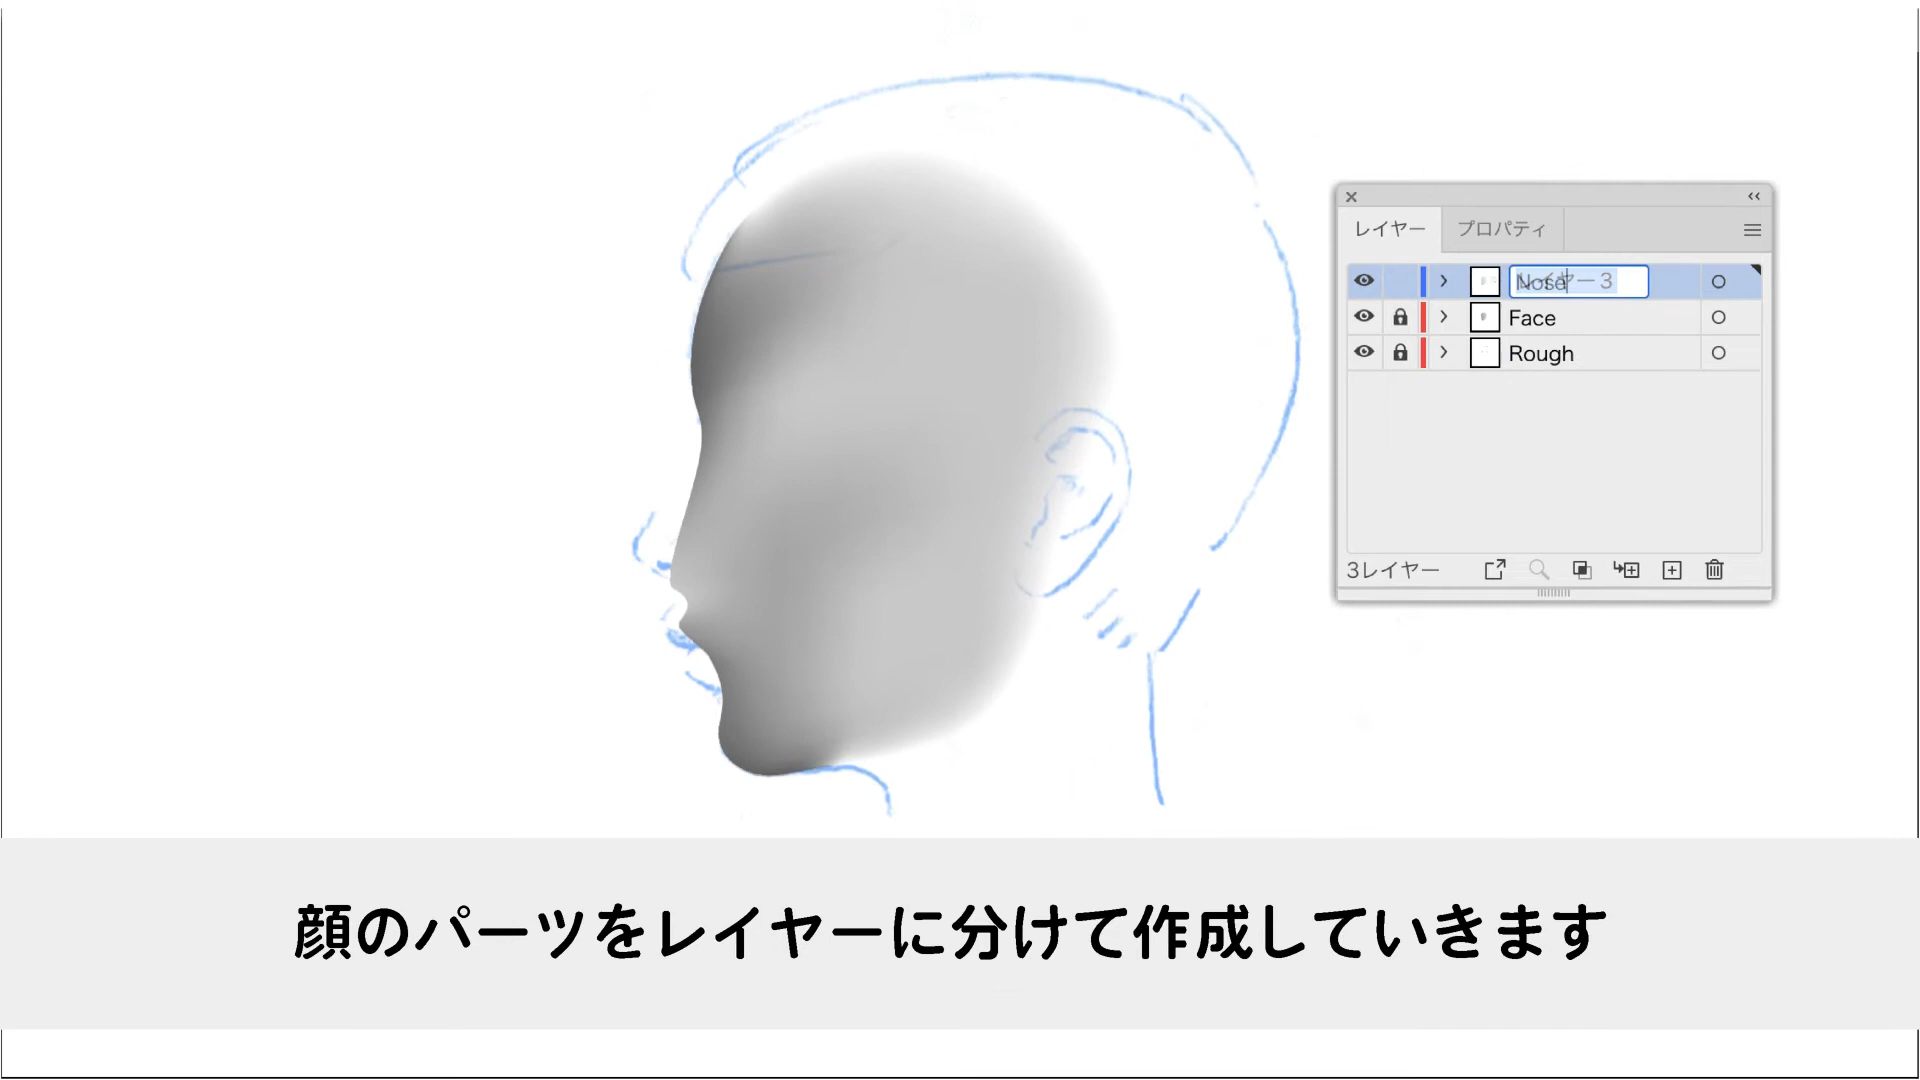 レイヤー プロパティ
Nose
Face
Rough
3レイヤー
顔のパーツをレイヤーに分けて作成していきます